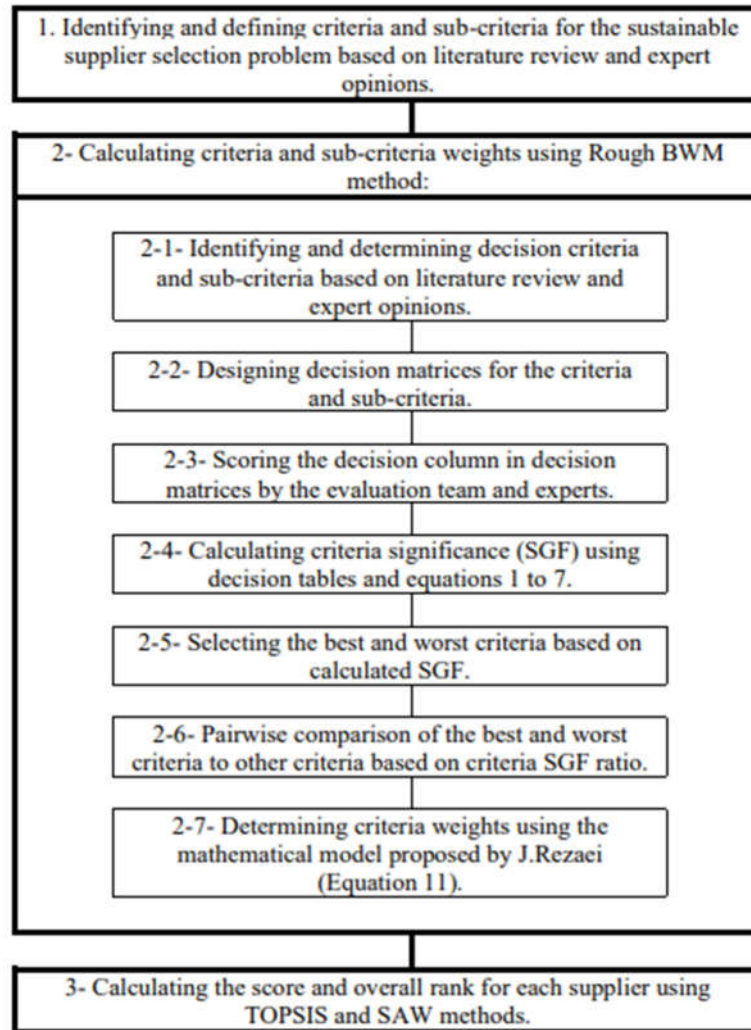 1. Identifying and defining criteria and sub-criteria for the sustainable
supplier selection problem based on literature review and expert
opinions.
2- Calculating criteria and sub-criteria weights using Rough BWM
method:
2-1- Identifying and determining decision criteria
and sub-criteria based on literature review and
expert opinions.
2-2- Designing decision matrices for the criteria
and sub-criteria.
2-3- Scoring the decision column in decision
matrices by the evaluation team and experts.
2-4- Calculating criteria significance (SGF) using
decision tables and equations 1 to 7.
2-5- Selecting the best and worst criteria based on
calculated SGF.
2-6- Pairwise comparison of the best and worst
criteria to other criteria based on criteria SGF ratio.
2-7- Determining criteria weights using the
mathematical model proposed by J.Rezaei
(Equation 11).
3- Calculating the score and overall rank for each supplier using
TOPSIS and SAW methods.